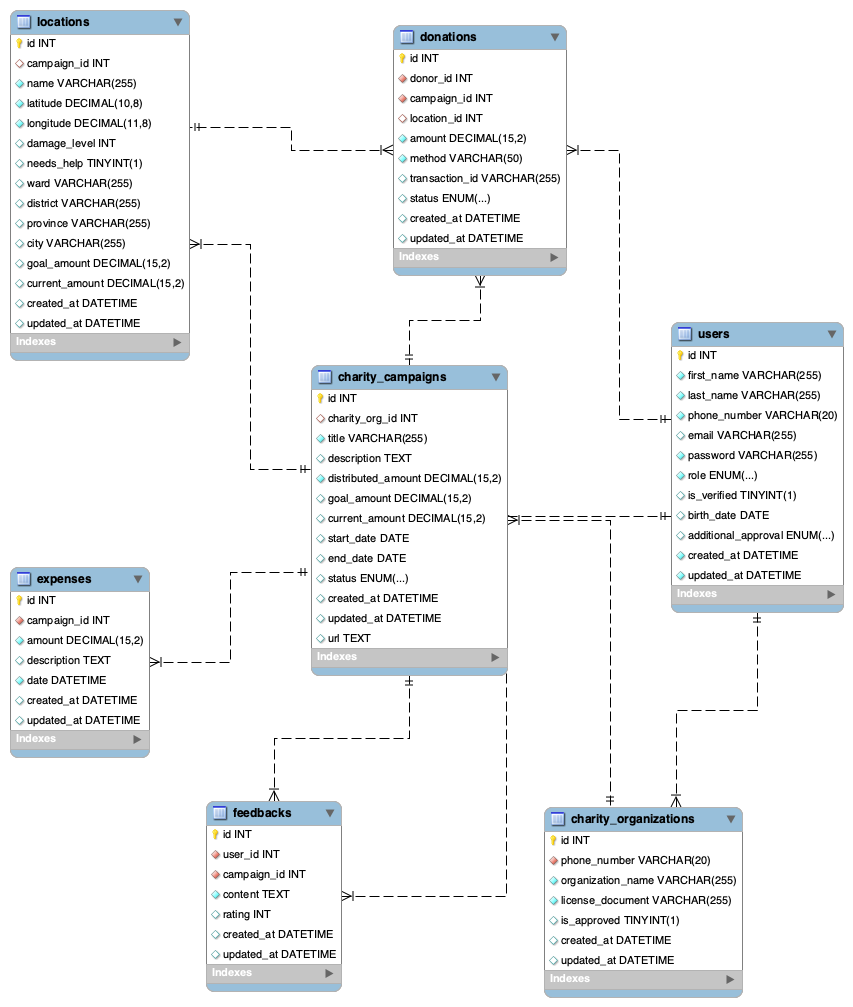 locations
id INT
campaign_id INT
name VARCHAR(255)
latitude DECIMAL(10,8)
longitude DECIMAL(11,8)
damage_level INT
needs_help TINYINT(1)
ward VARCHAR(255)
district VARCHAR(255)
province VARCHAR(255)
city VARCHAR(255)
goal_amount DECIMAL(15,2)
current_amount DECIMAL(15,2)
created_at DATETIME
updated_at DATETIME
Indexes
donations
id INT
donor_id INT
campaign_id INT
location_id INT
amount DECIMAL(15,2)
method VARCHAR(50)
transaction_id VARCHAR(255)
status ENUM(...)
created_at DATETIME
updated_at DATETIME
Indexes
users
id INT
first_name VARCHAR(255)
last_name VARCHAR(255)
phone_number VARCHAR(20)
email VARCHAR(255)
password VARCHAR(255)
role ENUM(...)
is_verified TINYINT(1)
birth_date DATE
additional_approval ENUM(...)
created_at DATETIME
updated_at DATETIME
Indexes
charity_campaigns
id INT
charity_org_id INT
title VARCHAR(255)
description TEXT
distributed_amount DECIMAL(15,2)
goal_amount DECIMAL(15,2)
current_amount DECIMAL(15,2)
start_date DATE
end_date DATE
status ENUM(...)
created_at DATETIME
updated_at DATETIME
url TEXT
Indexes
expenses
id INT
campaign_id INT
amount DECIMAL(15,2)
description TEXT
date DATETIME
created_at DATETIME
updated_at DATETIME
Indexes
feedbacks
id INT
user_id INT
campaign_id INT
content TEXT
rating INT
created_at DATETIME
updated_at DATETIME
Indexes
charity_organizations
id INT
phone_number VARCHAR(20)
organization_name VARCHAR(255)
license_document VARCHAR(255)
is_approved TINYINT(1)
created_at DATETIME
updated_at DATETIME
Indexes